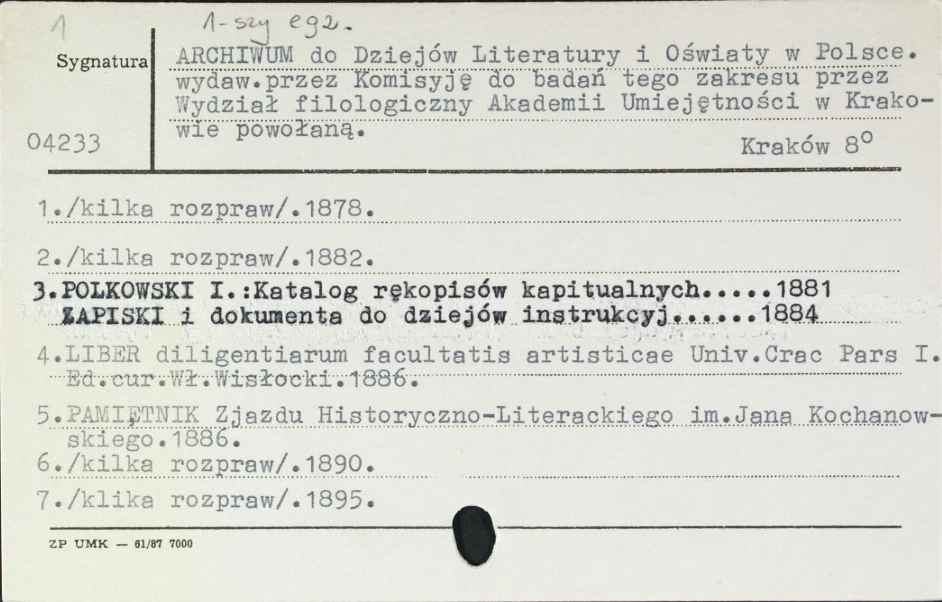 1
1-szy egz.
Sygnatura
04233
ARCHIWUM do Dziejów Literatury i Oświaty w Polsce.
wydaw.przez Komisyję do badań tego zakresu przez
Wydział filologiczny Akademii Umiejętności w Krako-
wie powołaną.
Kraków 8º
1./kilka rozpraw/.1878.
2./kilka rozpraw/.1882.
3.POLKOWSKI I.:Katalog rękopisów kapitualnych.....1881
ZAPISKI i dokumenta do dziejów instrukcyj......1884
4.LIBER diligentiarum facultatis artisticae Univ.Crac Pars I.
Ed.cur.Wł.Wisłocki.1886.
5.PAMIĘTNIK Zjazdu Historyczno-Literackiego im.Jana Kochanow-
skiego.1886.
6./kilka rozpraw/.1890.
7./klika rozpraw/.1895.
ZP UMK — 61/87 7000